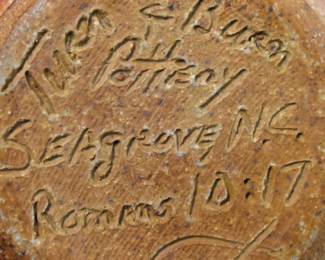 Turn & Burn
Pottery
SEAGROVE, N.C.
Romans 10:17